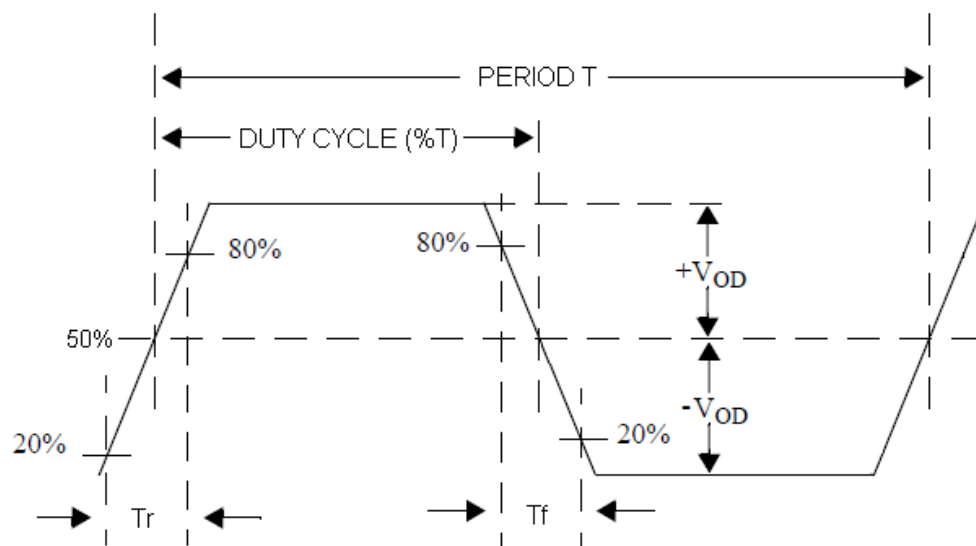 PERIOD T
DUTY CYCLE (%T)
80%
80%
+VOD
50%
-VOD
20%
20%
Tr
Tf